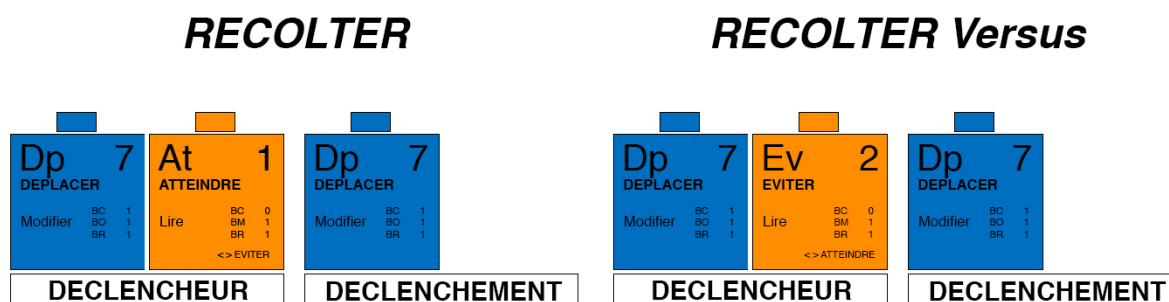 RECOLTER
RECOLTER Versus
Dp 7
DEPLACER
Modifier
BC 1
BO 1
BR 1
At 1
ATTEINDRE
Lire
BC 0
BM 1
BR 1
<> EVITER
Dp 7
DEPLACER
Modifier
BC 1
BO 1
BR 1
DECLENCHEUR
DECLENCHEMENT
Dp 7
DEPLACER
Modifier
BC 1
BO 1
BR 1
Ev 2
EVITER
Lire
BC 0
BM 1
BR 1
<> ATTEINDRE
Dp 7
DEPLACER
Modifier
BC 1
BO 1
BR 1
DECLENCHEUR
DECLENCHEMENT